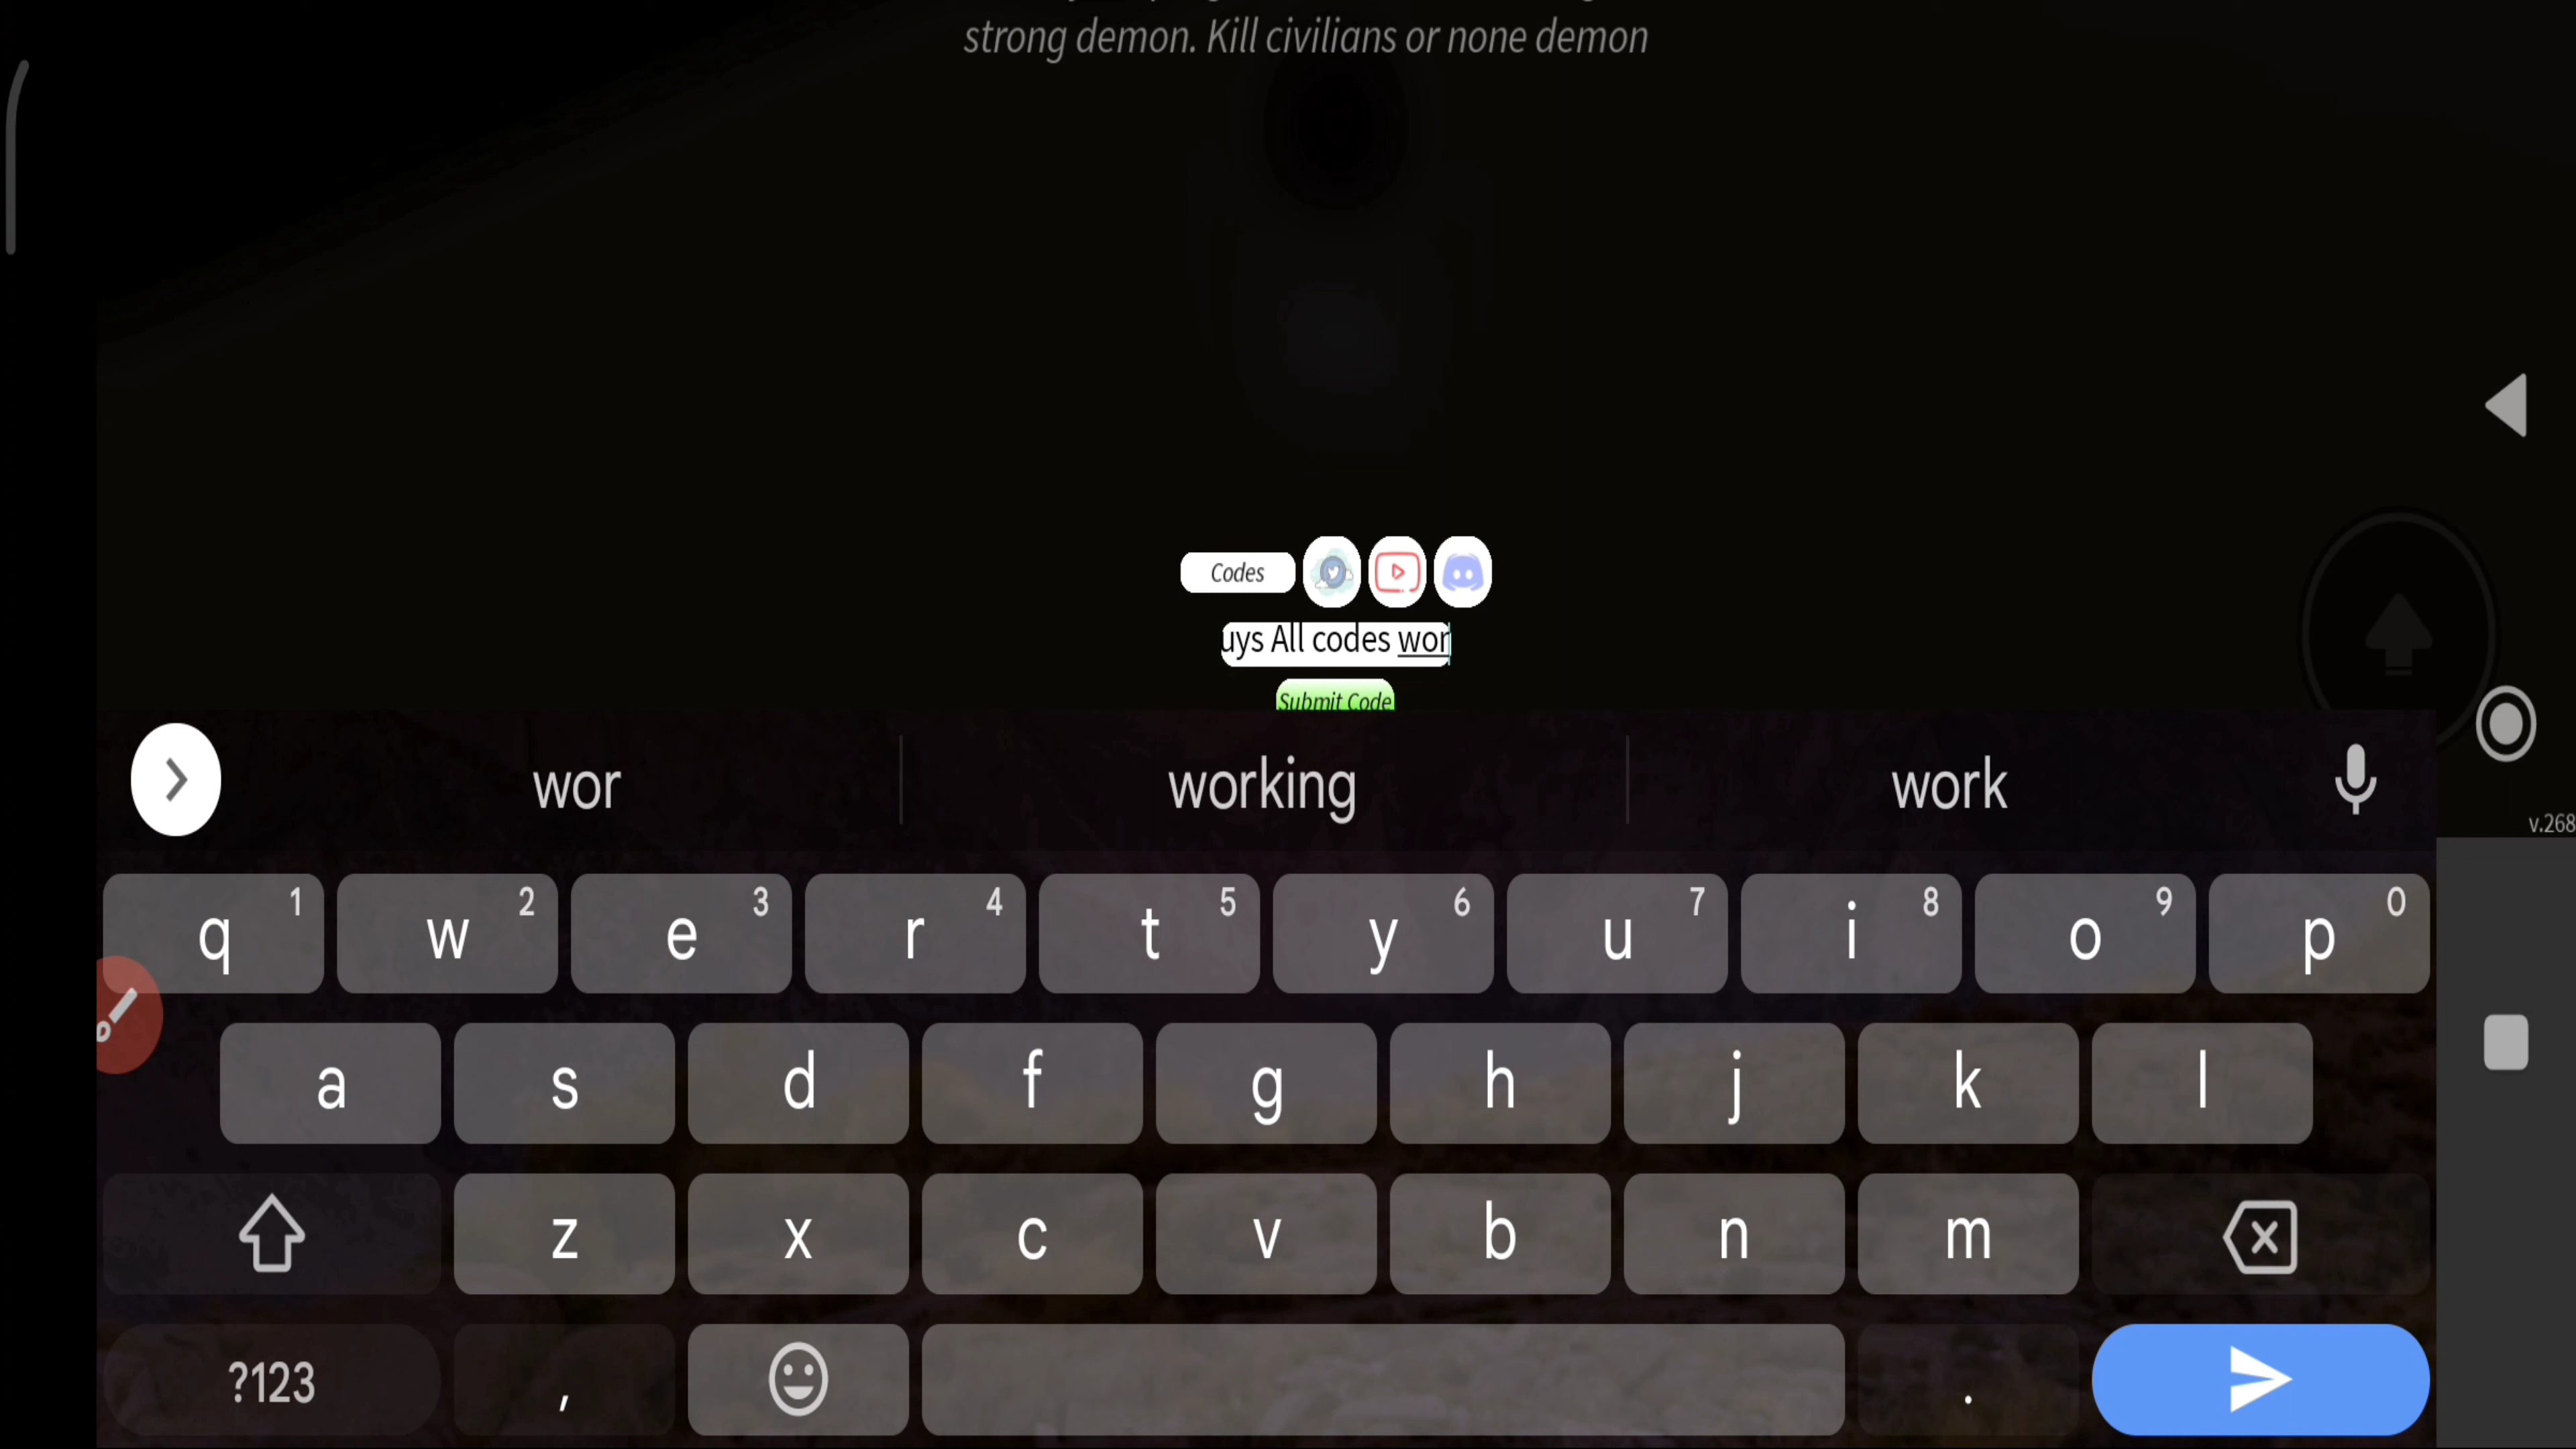 strong demon. Kill civilians or none demon
Codes
uys All codes wor
Submit Code
wor working work
v.268
q 1 w 2 e 3 r 4 t 5 y 6 u 7 i 8 o 9 p 0
a s d f g h j k l
z x c v b n m
?123 , .